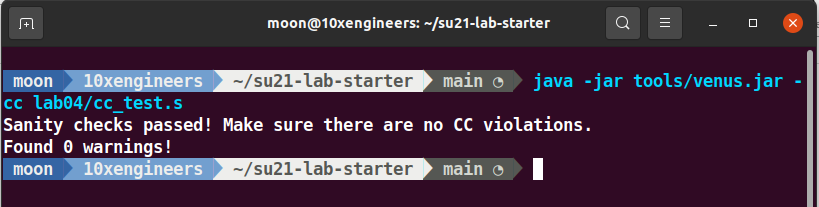 moon@10xengineers: ~/su21-lab-starter
moon 10xengineers ~/su21-lab-starter main ◔ java -jar tools/venus.jar -
cc lab04/cc_test.s
Sanity checks passed! Make sure there are no CC violations.
Found 0 warnings!
moon 10xengineers ~/su21-lab-starter main ◔